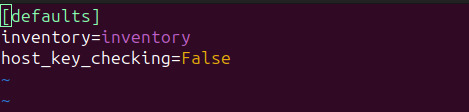 [defaults]
inventory=inventory
host_key_checking=False
~
~